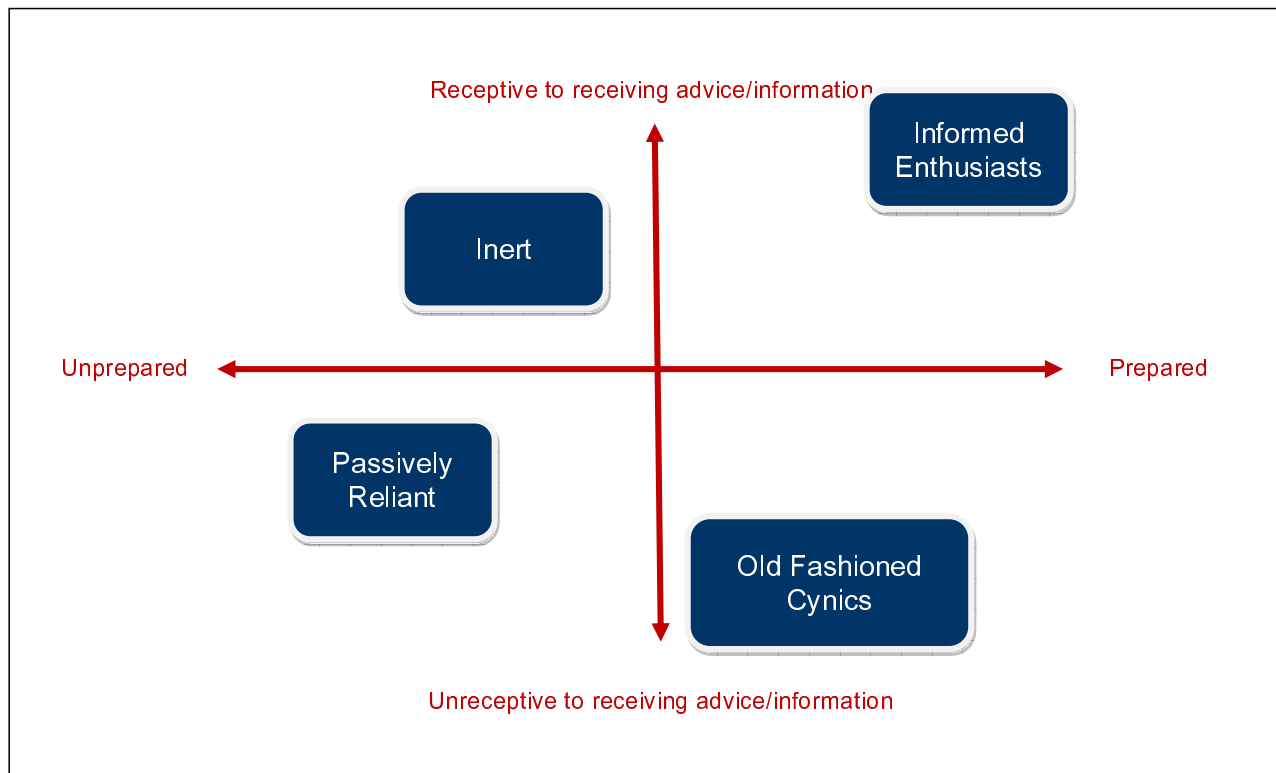 Receptive to receiving advice/information
Informed
Enthusiasts
Inert
Unprepared
Prepared
Passively
Reliant
Old Fashioned
Cynics
Unreceptive to receiving advice/information